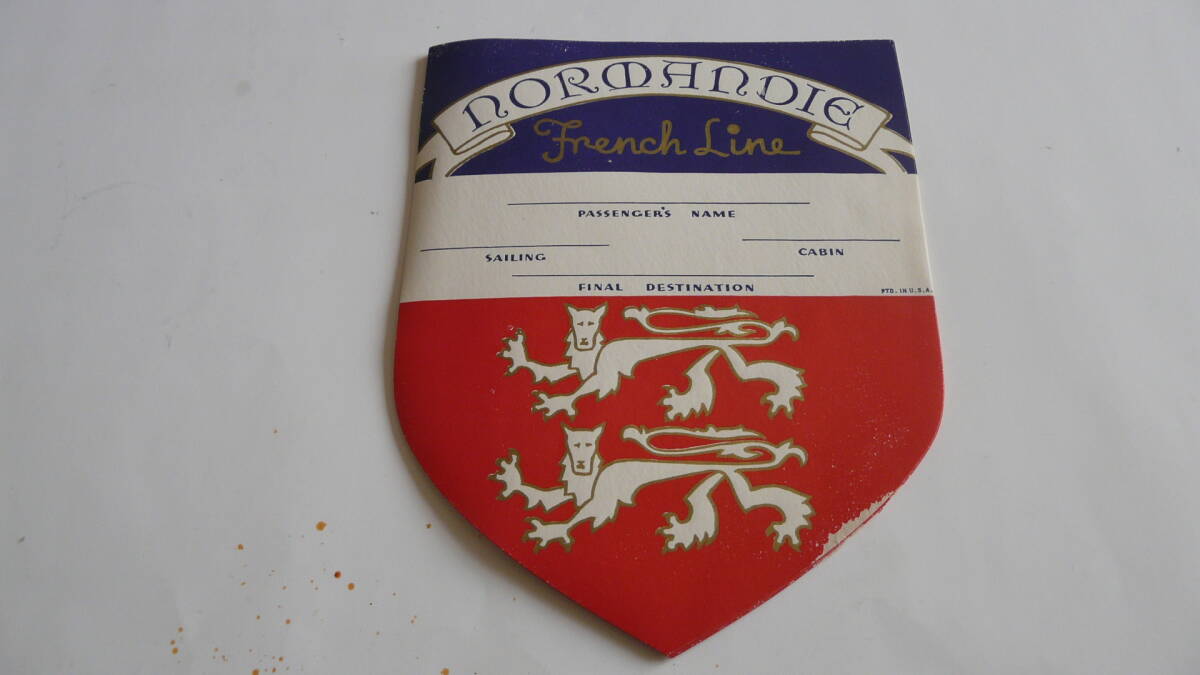 NORMANDIE
French Line
PASSENGER'S NAME
SAILING
CABIN
FINAL DESTINATION
PTD. IN U.S.A.